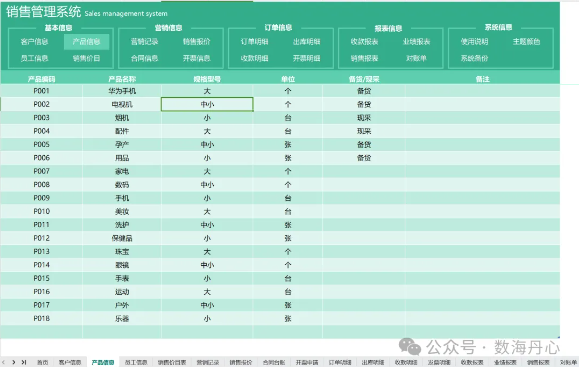 销售管理系统 Sales management system
基本信息 营销信息 订单信息 报表信息 系统信息
客户信息 产品信息 营销记录 销售报价 订单明细 出库明细 收款报表 业绩报表 使用说明 主题颜色
员工信息 销售价目 合同信息 开票信息 收款明细 开票明细 销售报表 对账单 系统备份
产品编码 产品名称 规格型号 单位 备货/现采 备注
P001 华为手机 大 个 备货
P002 电视机 中小 个 备货
P003 烟机 小 台 现采
P004 配件 大 台 现采
P005 孕产 中小 张 备货
P006 用品 小 张 备货
P007 家电 大 个
P008 数码 中小 个
P009 手机 小 台
P010 美妆 大 台
P011 洗护 中小 张
P012 保健品 小 张
P013 珠宝 大 个
P014 眼镜 中小 个
P015 手表 小 台
P016 运动 大 台
P017 户外 中小 张
P018 乐器 小 张
公众号 · 数海丹心
首页 客户信息 产品信息 员工信息 销售价目表 营销记录 销售报价 合同台账 开票申请 订单明细 出库明细 收款明细 发票明细 收款报表 业绩报表 销售报表 对账单